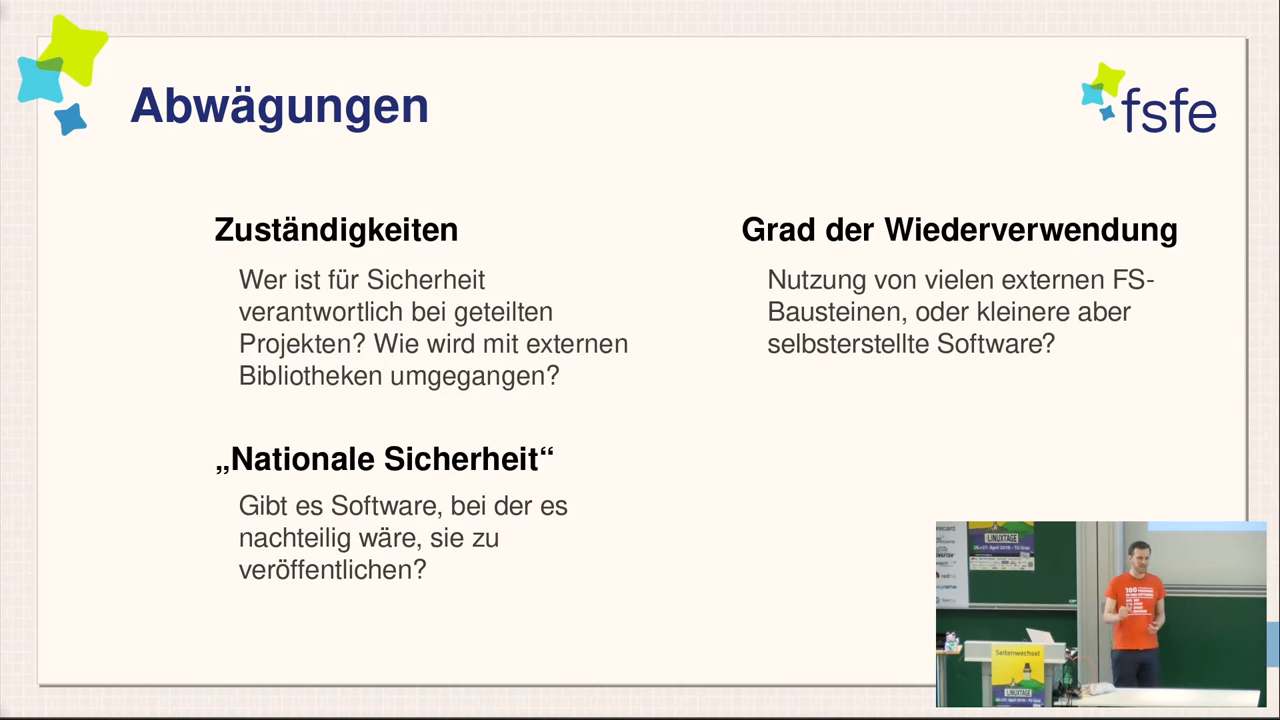 Abwägungen
fsfe
Zuständigkeiten
Wer ist für Sicherheit
verantwortlich bei geteilten
Projekten? Wie wird mit externen
Bibliotheken umgegangen?
„Nationale Sicherheit“
Gibt es Software, bei der es
nachteilig wäre, sie zu
veröffentlichen?
Grad der Wiederverwendung
Nutzung von vielen externen FS-
Bausteinen, oder kleinere aber
selbsterstellte Software?
LINUXTAGE
100
Seitenwechsel
LINUXTAGE